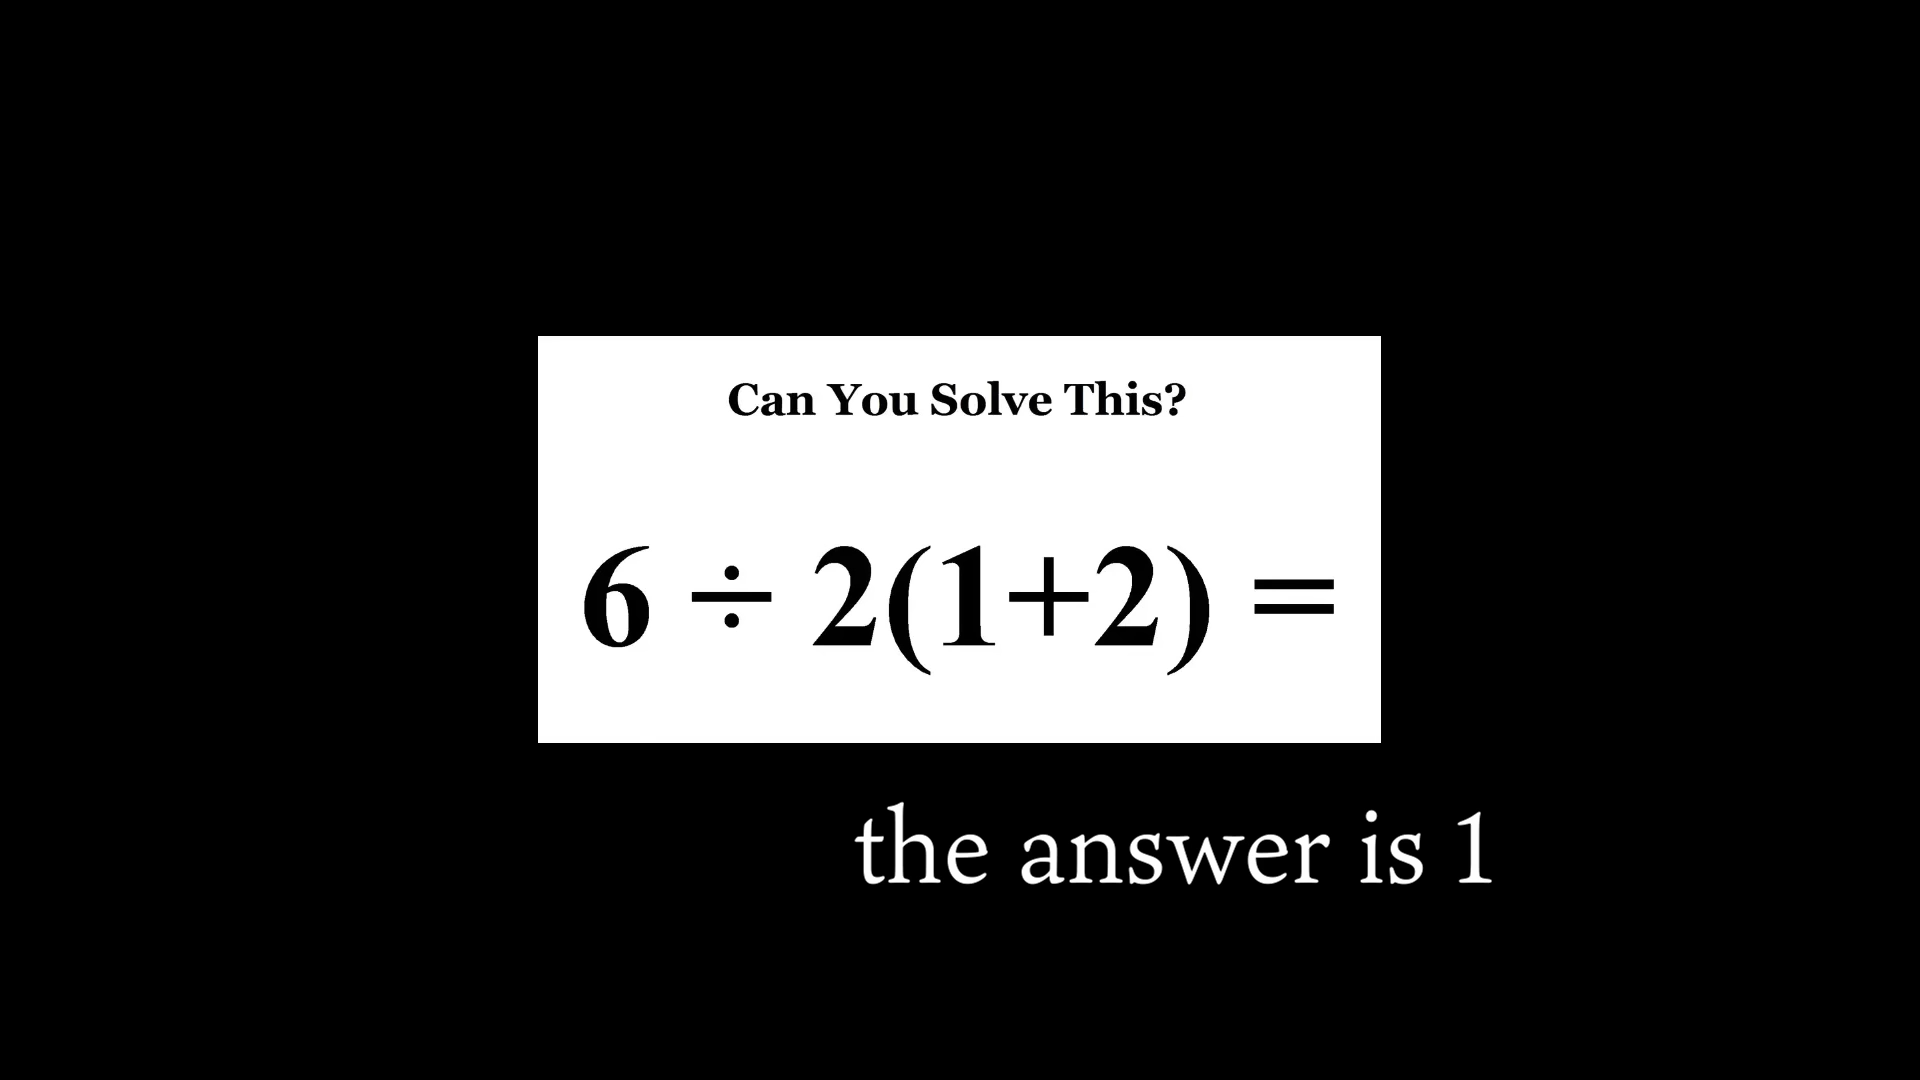 Can You Solve This?
6 ÷ 2(1+2) =
the answer is 1